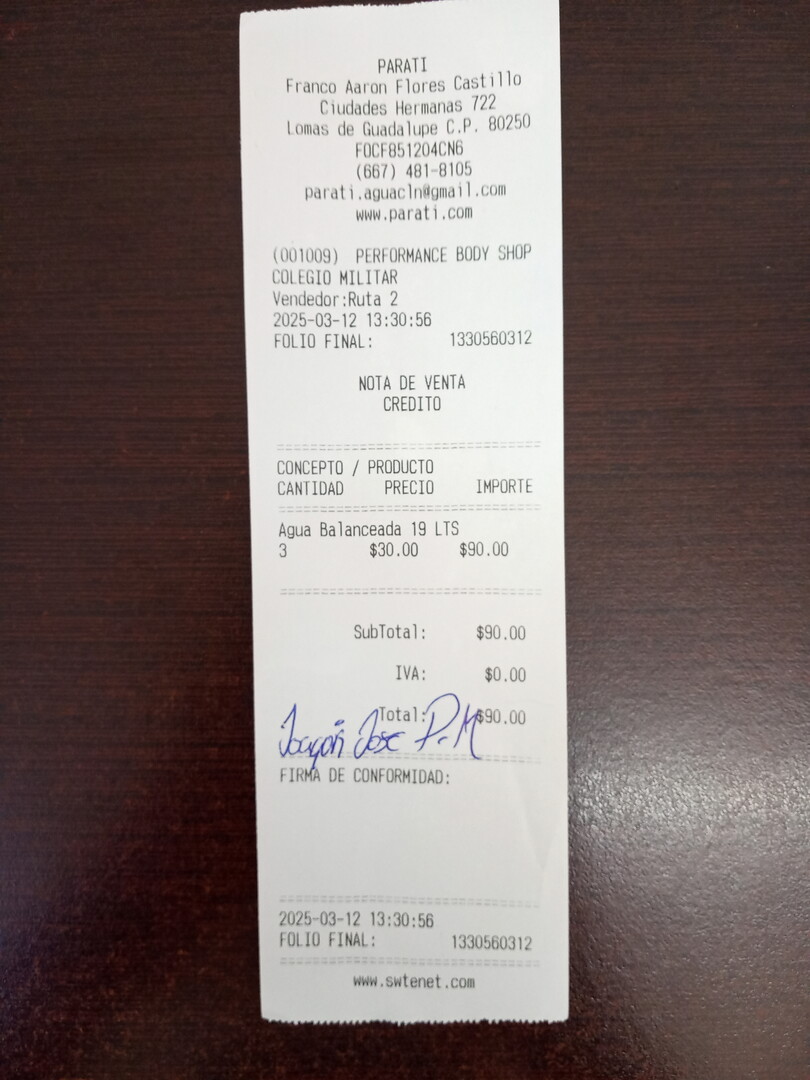 PARATI
Franco Aaron Flores Castillo
Ciudades Hermanas 722
Lomas de Guadalupe C.P. 80250
FOCF851204CN6
(667) 481-8105
parati.aguacln@gmail.com
www.parati.com
(001009) PERFORMANCE BODY SHOP
COLEGIO MILITAR
Vendedor:Ruta 2
2025-03-12 13:30:56
FOLIO FINAL: 1330560312
NOTA DE VENTA
CREDITO
CONCEPTO / PRODUCTO
CANTIDAD PRECIO IMPORTE
Agua Balanceada 19 LTS
3 $30.00 $90.00
SubTotal: $90.00
IVA: $0.00
Total: $90.00
Joaquín Jose P.M
FIRMA DE CONFORMIDAD:
2025-03-12 13:30:56
FOLIO FINAL: 1330560312
www.swtenet.com